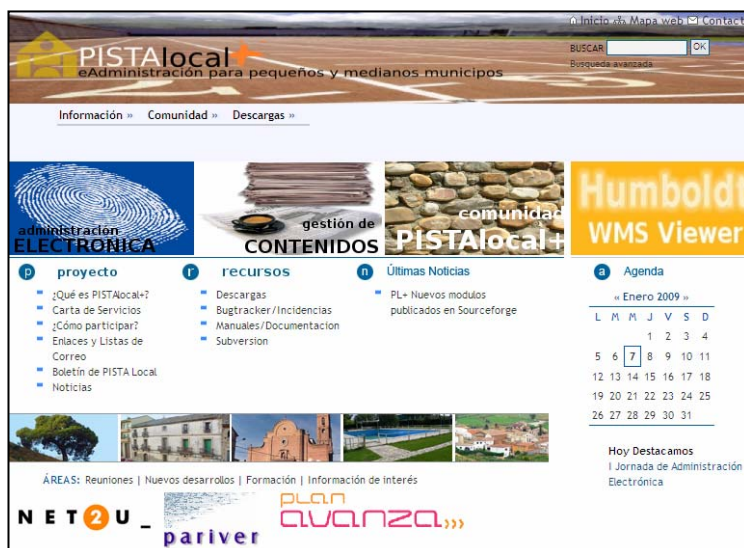 Inicio Mapa web Contact
BUSCAR OK
Busqueda avanzada
PISTAlocal+
eAdministración para pequeños y medianos municipos
Información » Comunidad » Descargas »
administración
ELECTRONICA
gestión de
CONTENIDOS
comunidad
PISTAlocal+
Humboldt
WMS Viewer
p proyecto
¿Qué es PISTAlocal+?
Carta de Servicios
¿Cómo participar?
Enlaces y Listas de
Correo
Boletín de PISTA Local
Noticias
r recursos
Descargas
Bugtracker/Incidencias
Manuales/Documentacion
Subversion
n Últimas Noticias
PL+ Nuevos modulos
publicados en Sourceforge
a Agenda
« Enero 2009 »
L M M J V S D
1 2 3 4
5 6 7 8 9 10 11
12 13 14 15 16 17 18
19 20 21 22 23 24 25
26 27 28 29 30 31
Hoy Destacamos
I Jornada de Administración
Electrónica
ÁREAS: Reuniones | Nuevos desarrollos | Formación | Información de interés
NET2U_
pariver
PLAN
avanza